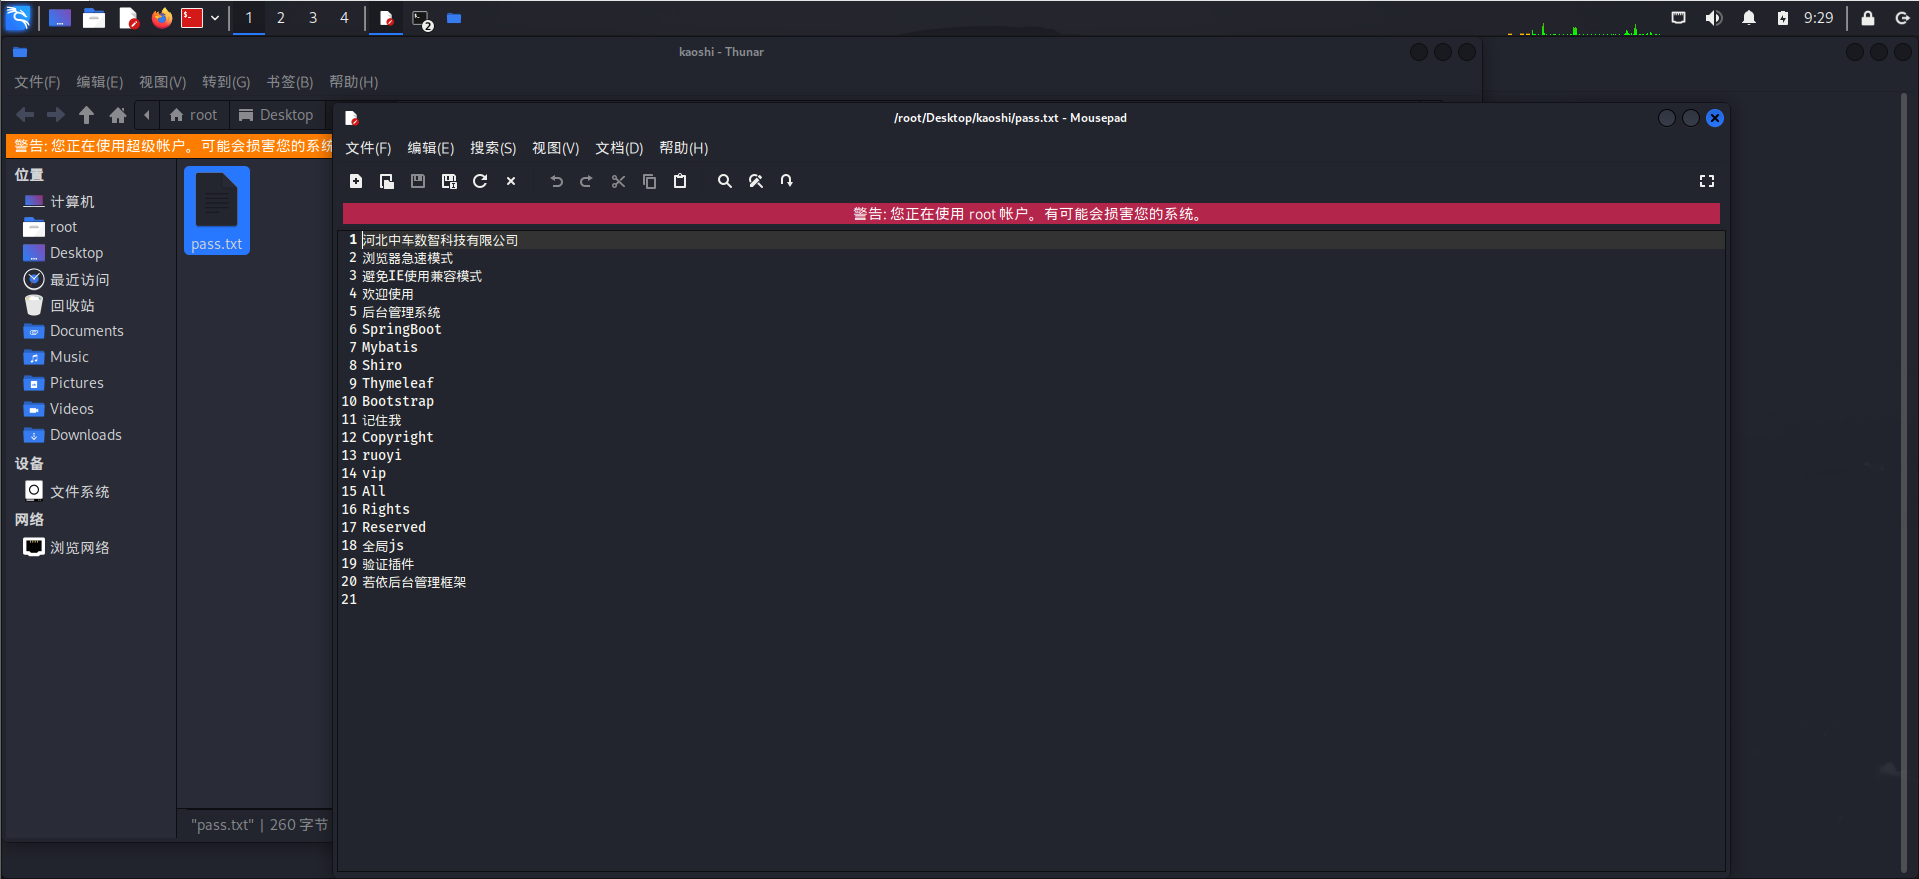 1 2 3 4 2 9:29
kaoshi - Thunar
文件(F) 编辑(E) 视图(V) 转到(G) 书签(B) 帮助(H)
root Desktop
警告: 您正在使用超级帐户。可能会损害您的系统
位置
计算机
root
Desktop
最近访问
回收站
Documents
Music
Pictures
Videos
Downloads
设备
文件系统
网络
浏览网络
pass.txt
"pass.txt" | 260 字节
/root/Desktop/kaoshi/pass.txt - Mousepad
文件(F) 编辑(E) 搜索(S) 视图(V) 文档(D) 帮助(H)
警告: 您正在使用 root 帐户。有可能会损害您的系统。
1 河北中车数智科技有限公司
2 浏览器急速模式
3 避免IE使用兼容模式
4 欢迎使用
5 后台管理系统
6 SpringBoot
7 Mybatis
8 Shiro
9 Thymeleaf
10 Bootstrap
11 记住我
12 Copyright
13 ruoyi
14 vip
15 All
16 Rights
17 Reserved
18 全局js
19 验证插件
20 若依后台管理框架
21